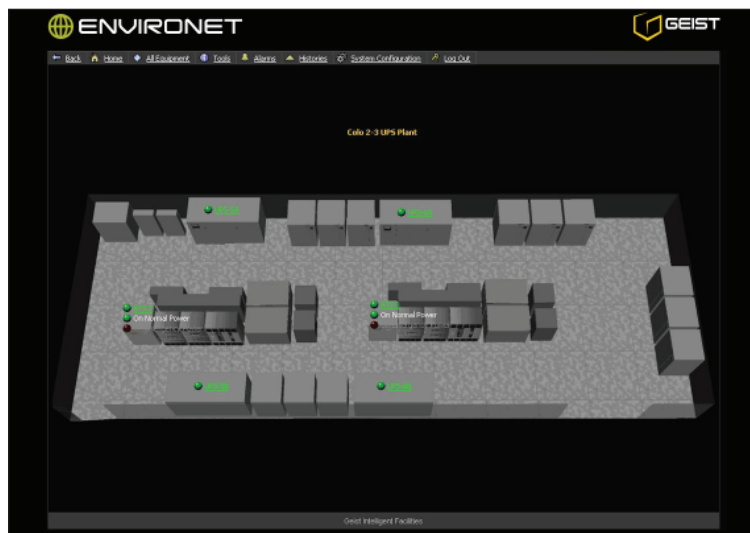 ENVIRONET
GEIST
Back Home All Equipment Tools Alarms Histories System Configuration Log Out
Colo 2-3 UPS Plant
On Normal Power
On Normal Power
Geist Intelligent Facilities